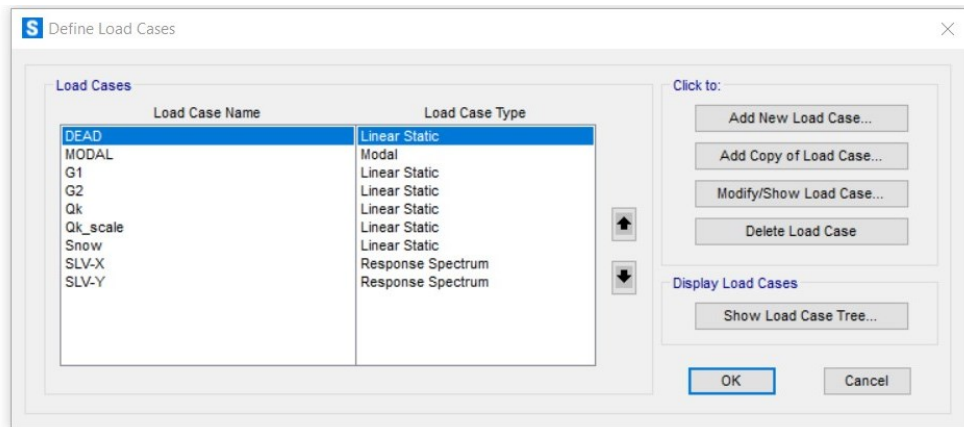 S Define Load Cases
Load Cases
Load Case Name Load Case Type
DEAD Linear Static
MODAL Modal
G1 Linear Static
G2 Linear Static
Qk Linear Static
Qk_scale Linear Static
Snow Linear Static
SLV-X Response Spectrum
SLV-Y Response Spectrum
Click to:
Add New Load Case...
Add Copy of Load Case...
Modify/Show Load Case...
Delete Load Case
Display Load Cases
Show Load Case Tree...
OK Cancel